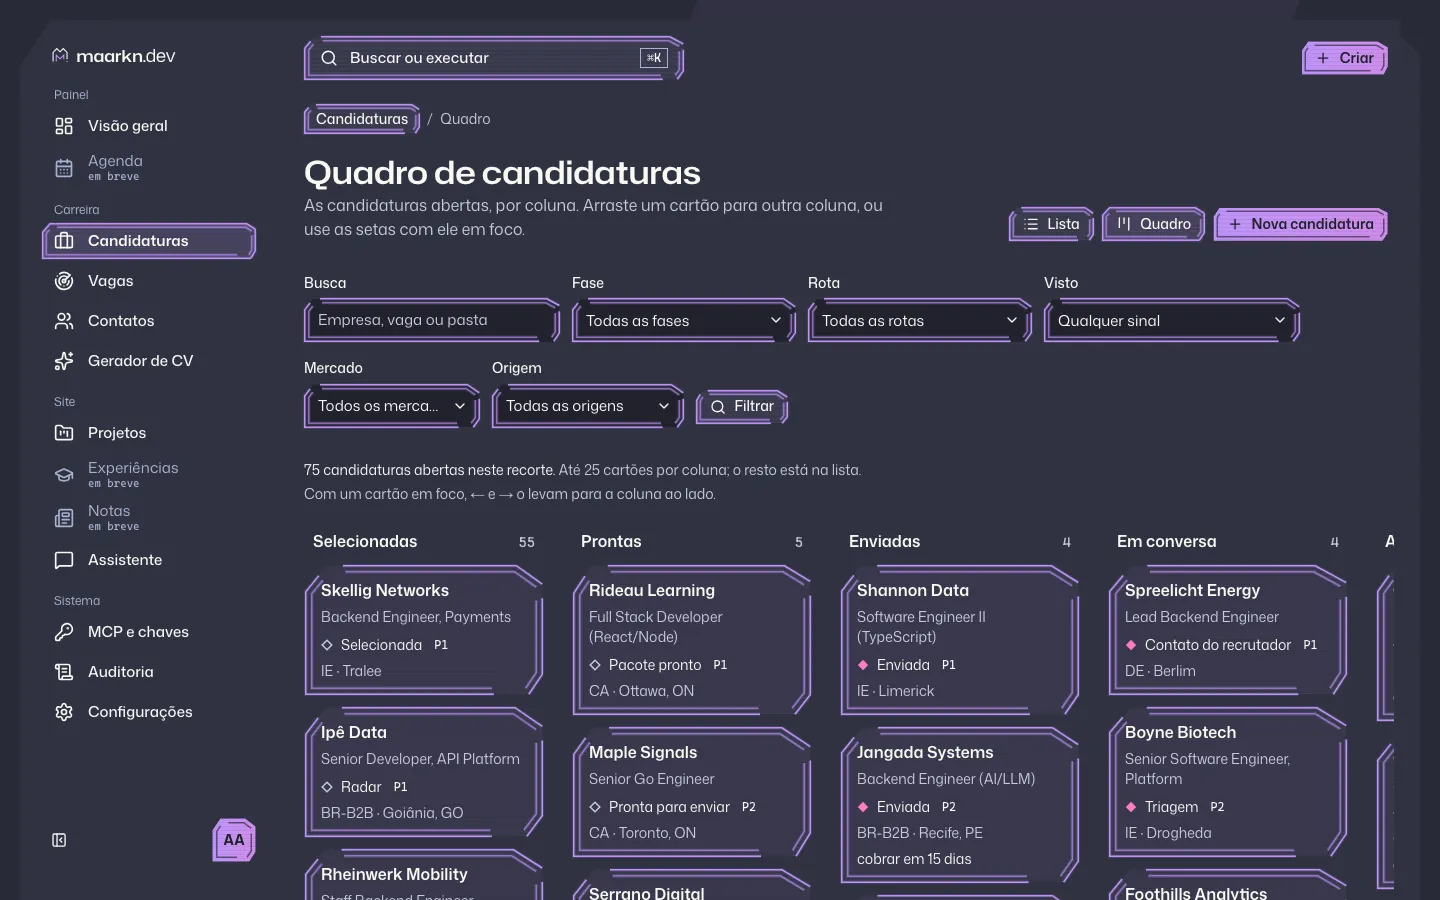 maarkn.dev
Buscar ou executar
⌘K
Criar
Painel
Visão geral
Agenda
em breve
Carreira
Candidaturas
Vagas
Contatos
Gerador de CV
Site
Projetos
Experiências
em breve
Notas
em breve
Assistente
Sistema
MCP e chaves
Auditoria
Configurações
AA
Candidaturas / Quadro
Quadro de candidaturas
As candidaturas abertas, por coluna. Arraste um cartão para outra coluna, ou
use as setas com ele em foco.
Lista
Quadro
Nova candidatura
Busca
Empresa, vaga ou pasta
Fase
Todas as fases
Rota
Todas as rotas
Visto
Qualquer sinal
Mercado
Todos os merca...
Origem
Todas as origens
Filtrar
75 candidaturas abertas neste recorte. Até 25 cartões por coluna; o resto está na lista.
Com um cartão em foco, ← e → o levam para a coluna ao lado.
Selecionadas 55
Skellig Networks
Backend Engineer, Payments
Selecionada P1
IE · Tralee
Ipê Data
Senior Developer, API Platform
Radar P1
BR-B2B · Goiânia, GO
Rheinwerk Mobility
Staff Backend Engineer
Prontas 5
Rideau Learning
Full Stack Developer
(React/Node)
Pacote pronto P1
CA · Ottawa, ON
Maple Signals
Senior Go Engineer
Pronta para enviar P2
CA · Toronto, ON
Serrano Digital
Enviadas 4
Shannon Data
Software Engineer II
(TypeScript)
Enviada P1
IE · Limerick
Jangada Systems
Backend Engineer (AI/LLM)
Enviada P2
BR-B2B · Recife, PE
cobrar em 15 dias
Em conversa 4
Spreelicht Energy
Lead Backend Engineer
Contato do recrutador P1
DE · Berlim
Boyne Biotech
Senior Software Engineer,
Platform
Triagem P2
IE · Drogheda
Foothills Analytics